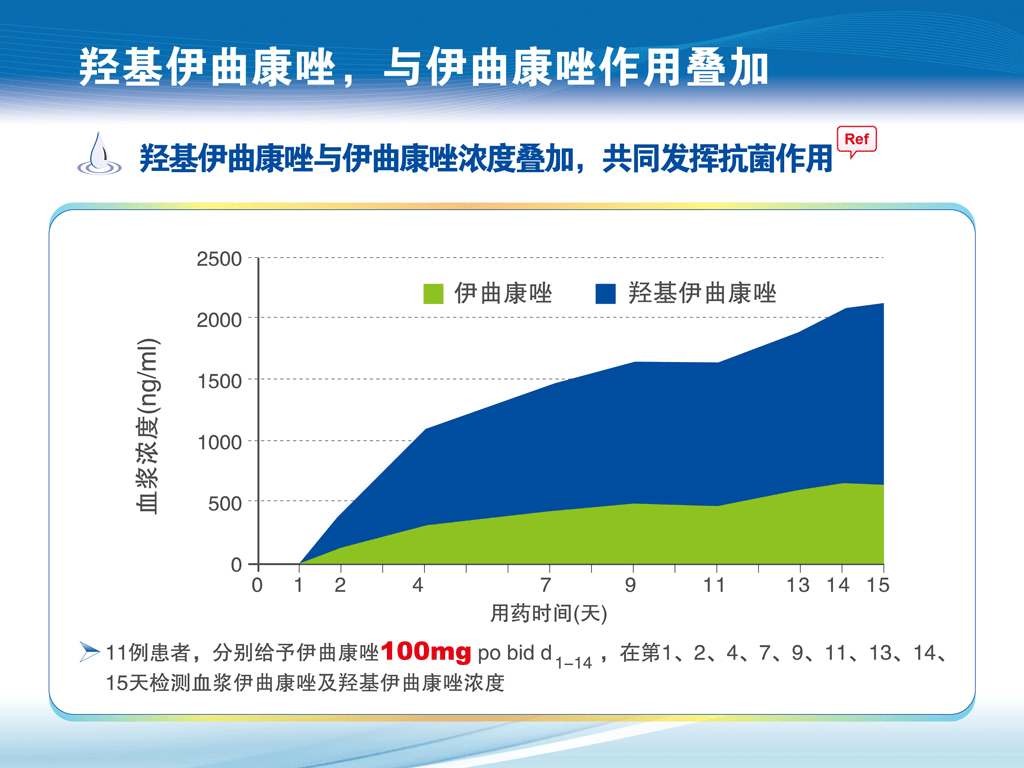 羟基伊曲康唑，与伊曲康唑作用叠加
羟基伊曲康唑与伊曲康唑浓度叠加，共同发挥抗菌作用
Ref
伊曲康唑 羟基伊曲康唑
血浆浓度(ng/ml)
2500
2000
1500
1000
500
0
0 1 2 4 7 9 11 13 14 15
用药时间(天)
11例患者，分别给予伊曲康唑100mg po bid d1–14 ，在第1、2、4、7、9、11、13、14、
15天检测血浆伊曲康唑及羟基伊曲康唑浓度